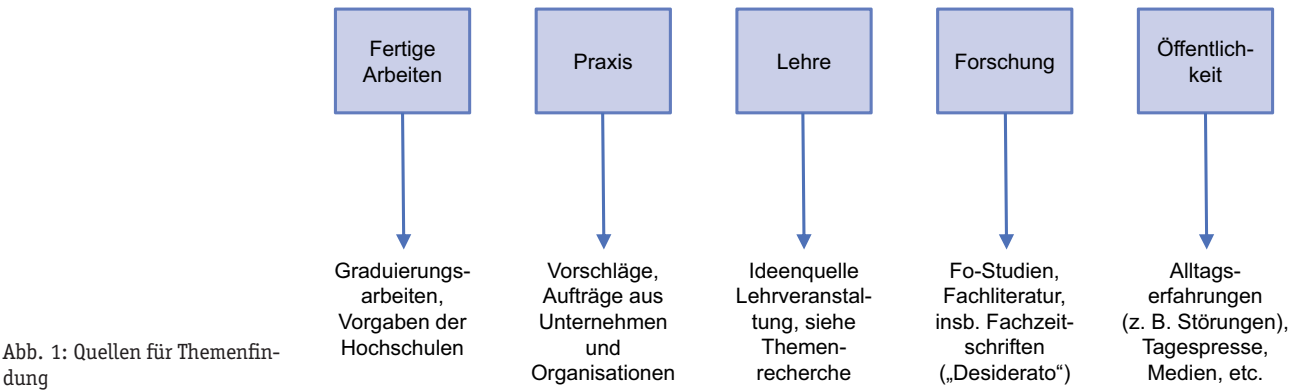 Fertige
Arbeiten
Praxis
Lehre
Forschung
Öffentlich-
keit
Graduierungs-
arbeiten,
Vorgaben der
Hochschulen
Vorschläge,
Aufträge aus
Unternehmen
und
Organisationen
Ideenquelle
Lehrveranstal-
tung, siehe
Themen-
recherche
Fo-Studien,
Fachliteratur,
insb. Fachzeit-
schriften
(„Desiderato“)
Alltags-
erfahrungen
(z. B. Störungen),
Tagespresse,
Medien, etc.
Abb. 1: Quellen für Themenfin-
dung